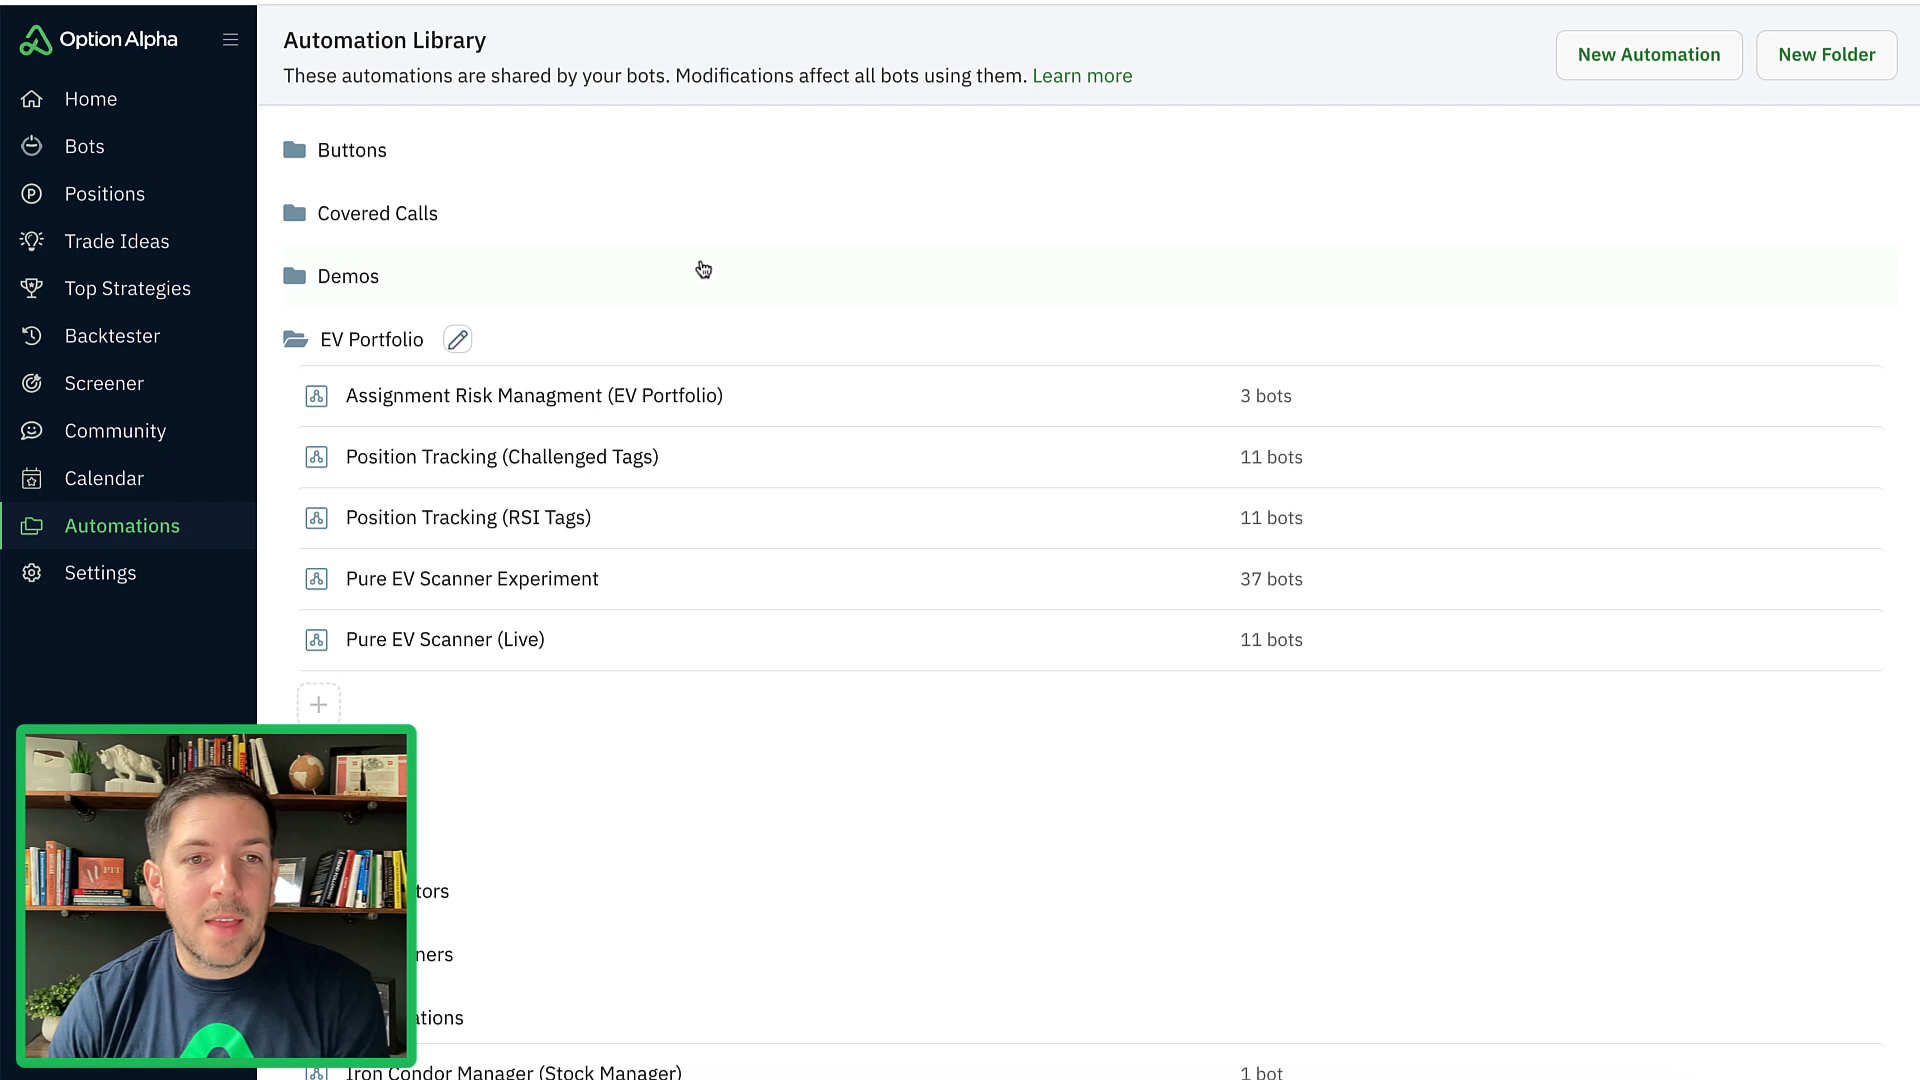 Option Alpha
Home
Bots
Positions
Trade Ideas
Top Strategies
Backtester
Screener
Community
Calendar
Automations
Settings
Automation Library
These automations are shared by your bots. Modifications affect all bots using them. Learn more
New Automation
New Folder
Buttons
Covered Calls
Demos
EV Portfolio
Assignment Risk Managment (EV Portfolio)
3 bots
Position Tracking (Challenged Tags)
11 bots
Position Tracking (RSI Tags)
11 bots
Pure EV Scanner Experiment
37 bots
Pure EV Scanner (Live)
11 bots
tors
ners
ations
Iron Condor Manager (Stock Manager)
1 bot
PIT